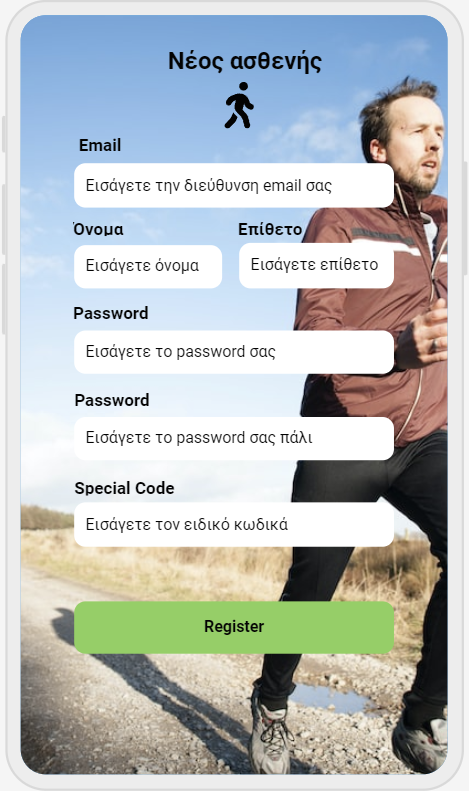 Νέος ασθενής
Email
Εισάγετε την διεύθυνση email σας
Όνομα Επίθετο
Εισάγετε όνομα Εισάγετε επίθετο
Password
Εισάγετε το password σας
Password
Εισάγετε το password σας πάλι
Special Code
Εισάγετε τον ειδικό κωδικά
Register